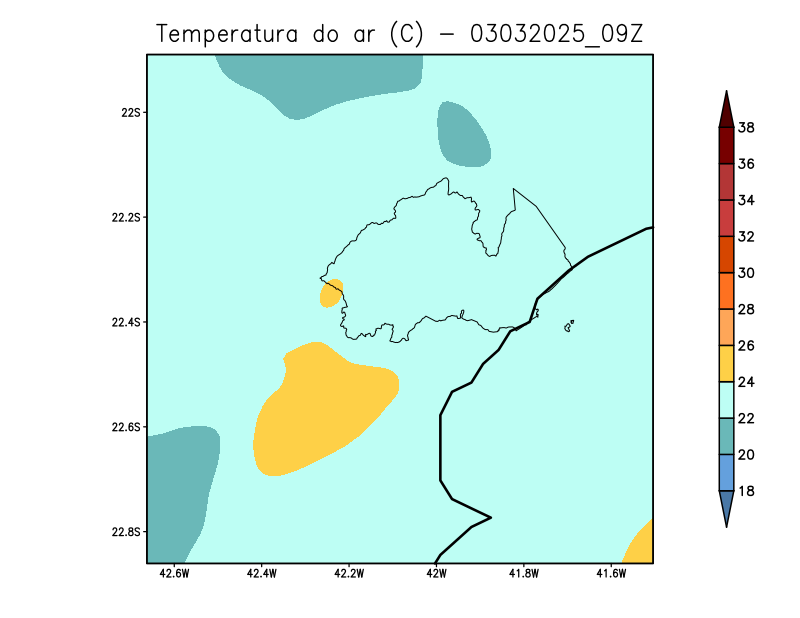 Temperatura do ar (C) - 03032025_09Z
22S
22.2S
22.4S
22.6S
22.8S
42.6W
42.4W
42.2W
42W
41.8W
41.6W
38
36
34
32
30
28
26
24
22
20
18